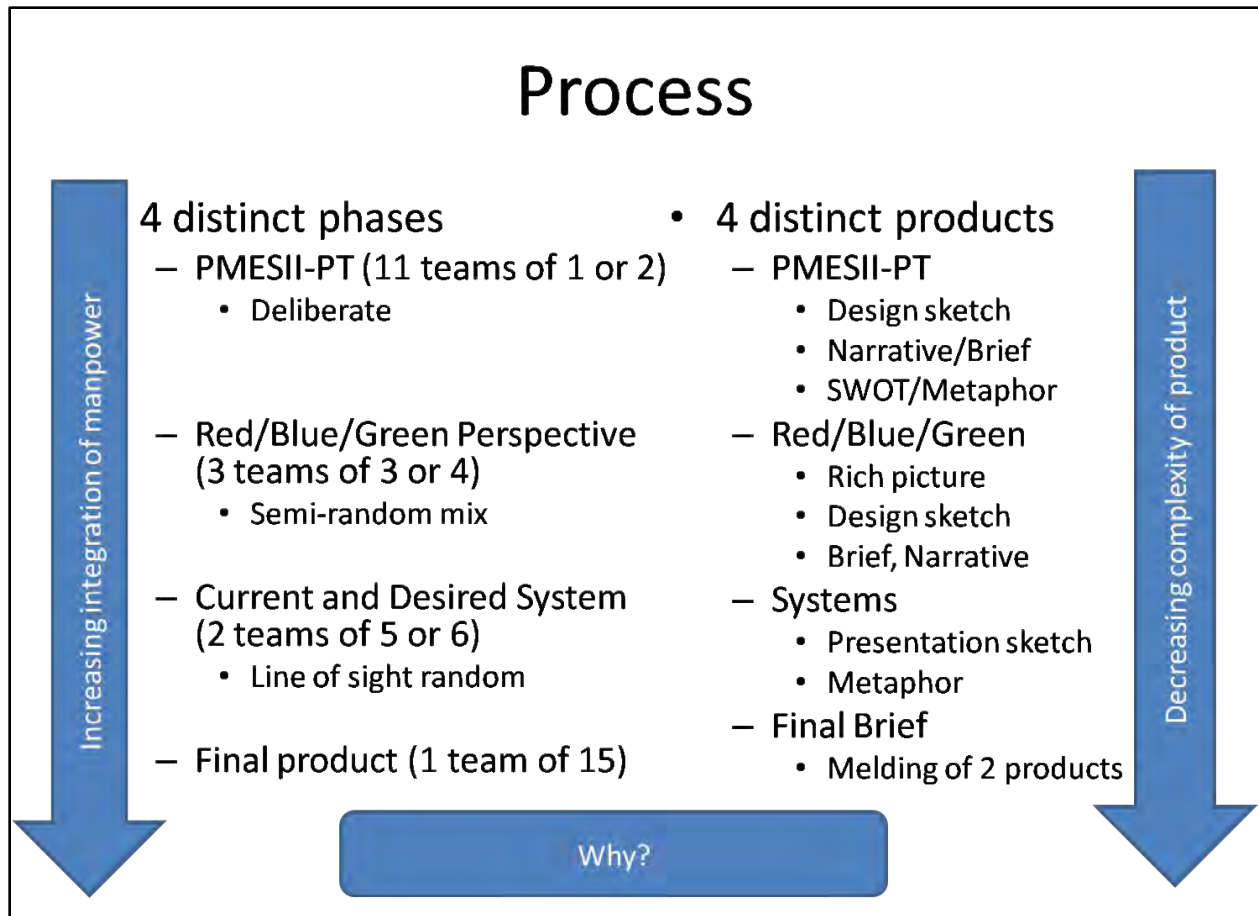 Process
Increasing integration of manpower
4 distinct phases
– PMESII-PT (11 teams of 1 or 2)
• Deliberate
– Red/Blue/Green Perspective
(3 teams of 3 or 4)
• Semi-random mix
– Current and Desired System
(2 teams of 5 or 6)
• Line of sight random
– Final product (1 team of 15)
• 4 distinct products
– PMESII-PT
• Design sketch
• Narrative/Brief
• SWOT/Metaphor
– Red/Blue/Green
• Rich picture
• Design sketch
• Brief, Narrative
– Systems
• Presentation sketch
• Metaphor
– Final Brief
• Melding of 2 products
Decreasing complexity of product
Why?